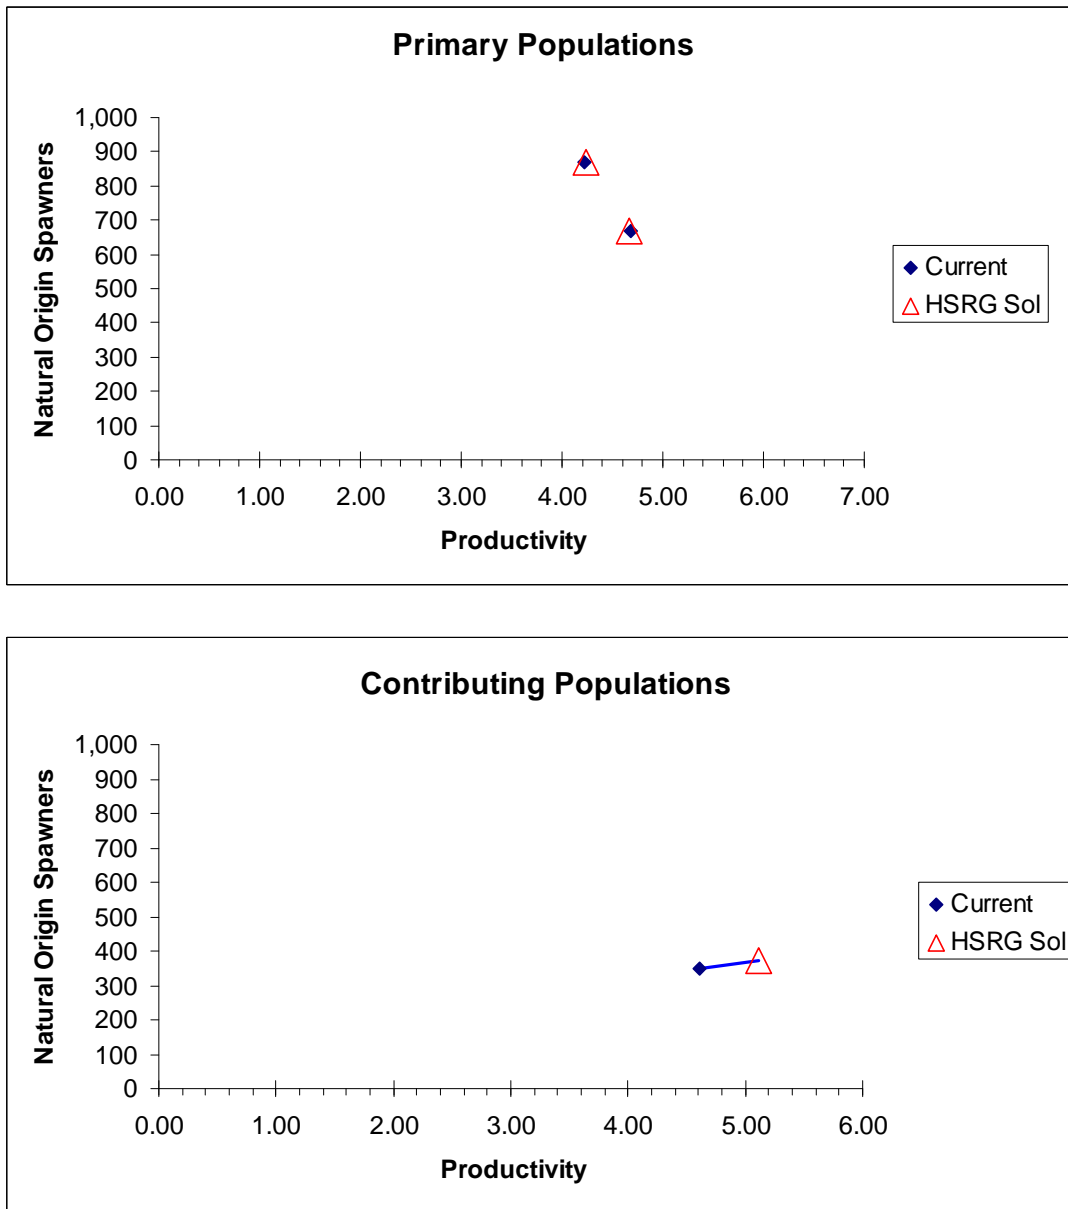 Primary Populations
1,000
900
800
700
600
500
400
300
200
100
0
Natural Origin Spawners
0.00 1.00 2.00 3.00 4.00 5.00 6.00 7.00
Productivity
Current
HSRG Sol
Contributing Populations
1,000
900
800
700
600
500
400
300
200
100
0
Natural Origin Spawners
0.00 1.00 2.00 3.00 4.00 5.00 6.00
Productivity
Current
HSRG Sol